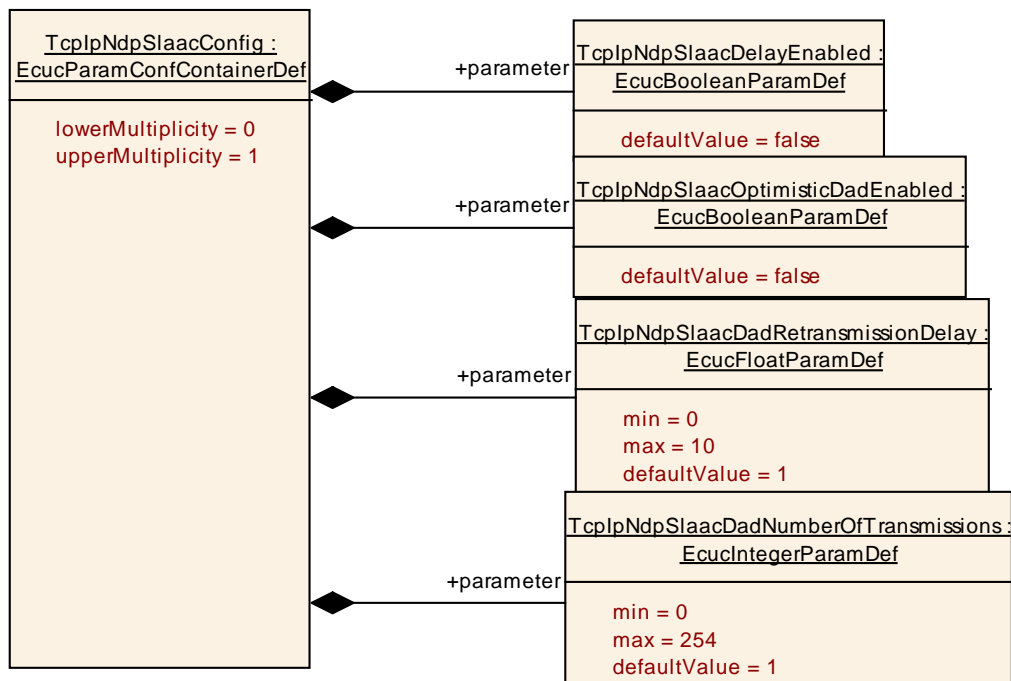 TcpIpNdpSlaacConfig :
EcucParamConfContainerDef
lowerMultiplicity = 0
upperMultiplicity = 1
+parameter
TcpIpNdpSlaacDelayEnabled :
EcucBooleanParamDef
defaultValue = false
+parameter
TcpIpNdpSlaacOptimisticDadEnabled :
EcucBooleanParamDef
defaultValue = false
+parameter
TcpIpNdpSlaacDadRetransmissionDelay :
EcucFloatParamDef
min = 0
max = 10
defaultValue = 1
+parameter
TcpIpNdpSlaacDadNumberOfTransmissions :
EcucIntegerParamDef
min = 0
max = 254
defaultValue = 1